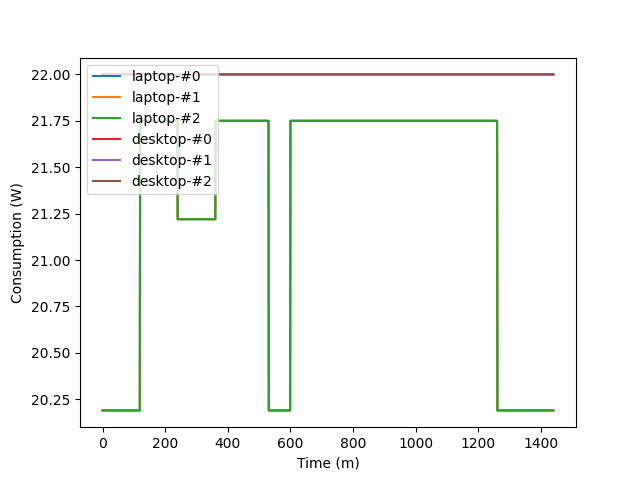 22.00
21.75
21.50
21.25
21.00
20.75
20.50
20.25
Consumption (W)
laptop-#0
laptop-#1
laptop-#2
desktop-#0
desktop-#1
desktop-#2
0 200 400 600 800 1000 1200 1400
Time (m)